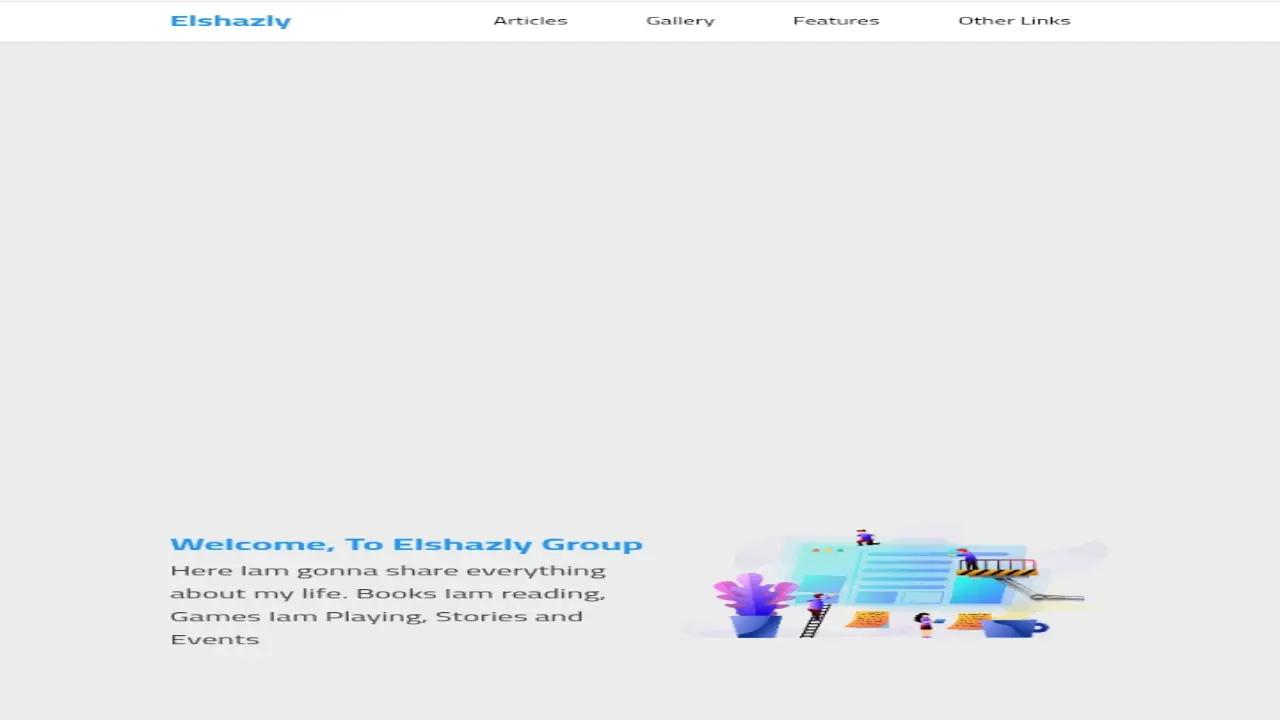 Elshazly
Articles
Gallery
Features
Other Links
Welcome, To Elshazly Group
Here Iam gonna share everything
about my life. Books Iam reading,
Games Iam Playing, Stories and
Events